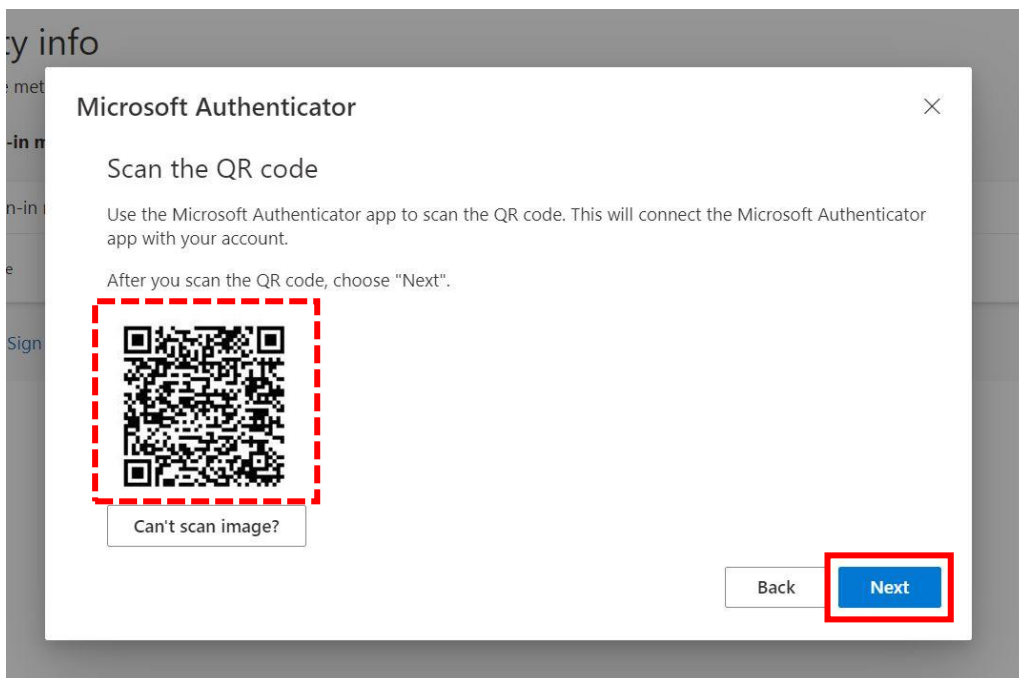 ty info
e met
Microsoft Authenticator
-in m
Scan the QR code
n-in
Use the Microsoft Authenticator app to scan the QR code. This will connect the Microsoft Authenticator
app with your account.
e
After you scan the QR code, choose "Next".
Sign
Can't scan image?
Back
Next